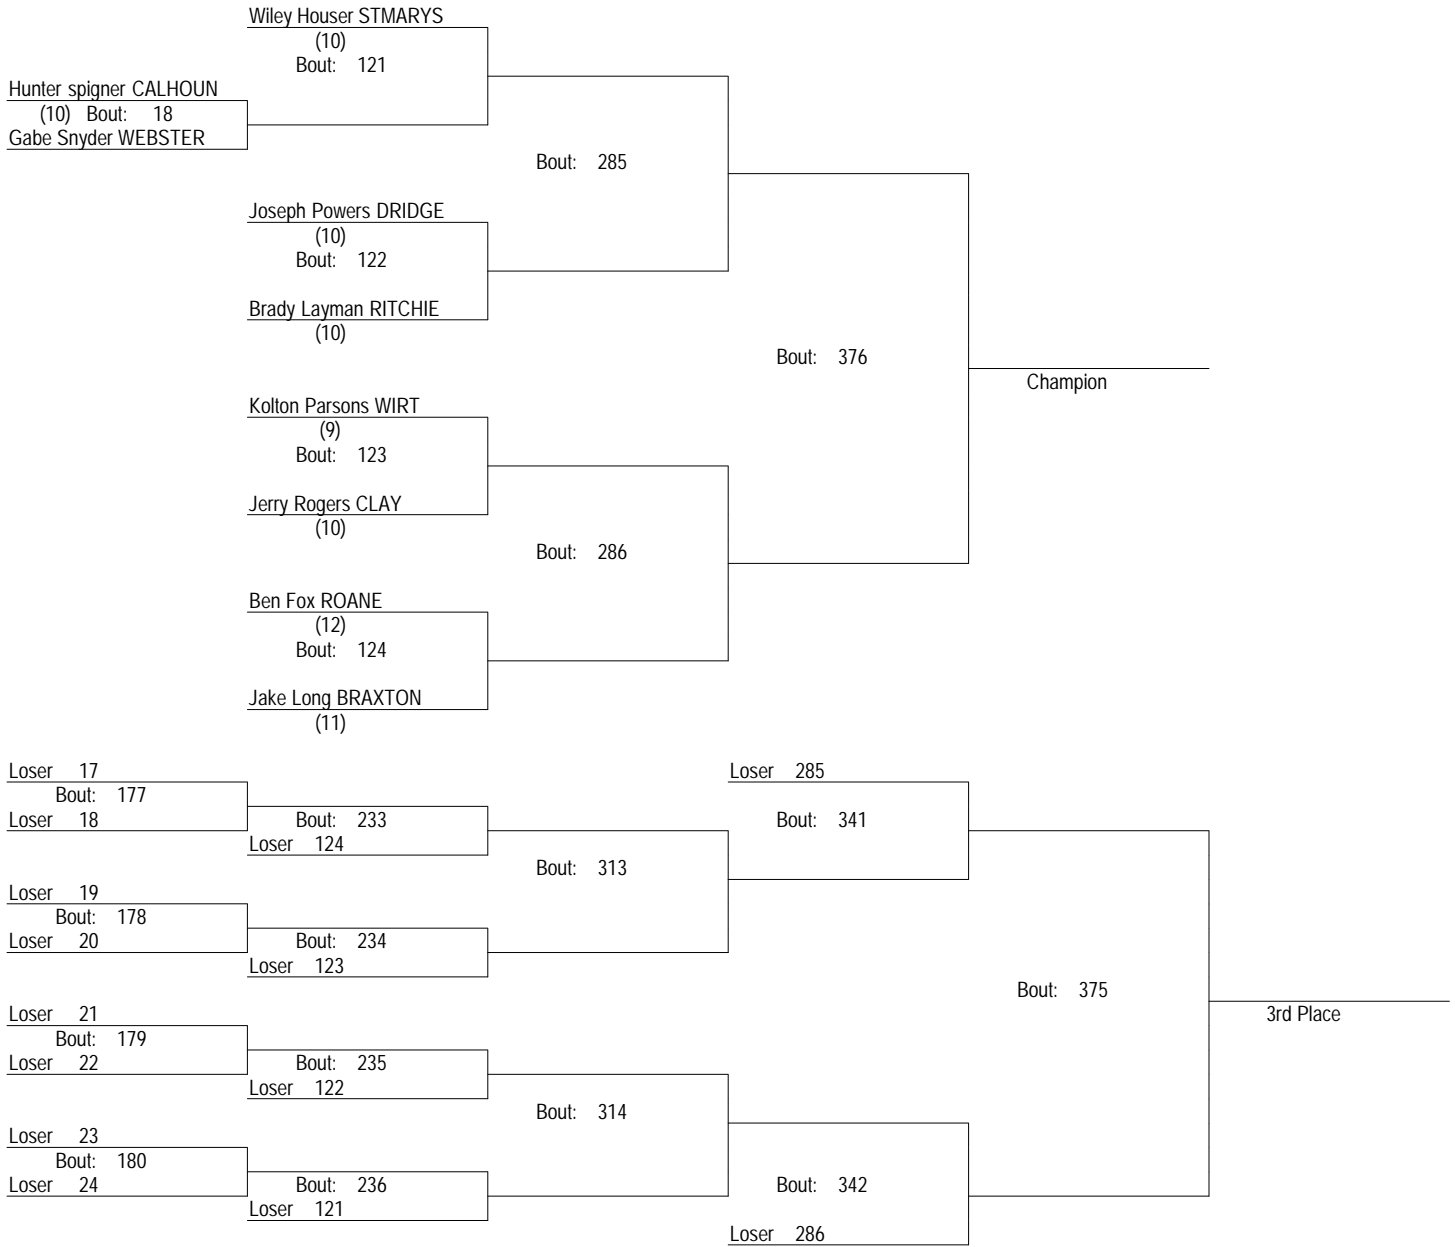 Wiley Houser STMARYS
(10)
Bout: 121
Hunter spigner CALHOUN
(10) Bout: 18
Gabe Snyder WEBSTER
Bout: 285
Joseph Powers DRIDGE
(10)
Bout: 122
Brady Layman RITCHIE
(10)
Bout: 376
Champion
Kolton Parsons WIRT
(9)
Bout: 123
Jerry Rogers CLAY
(10)
Bout: 286
Ben Fox ROANE
(12)
Bout: 124
Jake Long BRAXTON
(11)
Loser 17
Bout: 177
Loser 18
Bout: 233
Loser 124
Bout: 313
Loser 285
Bout: 341
Loser 19
Bout: 178
Loser 20
Bout: 234
Loser 123
Bout: 375
3rd Place
Loser 21
Bout: 179
Loser 22
Bout: 235
Loser 122
Bout: 314
Loser 23
Bout: 180
Loser 24
Bout: 236
Loser 121
Bout: 342
Loser 286